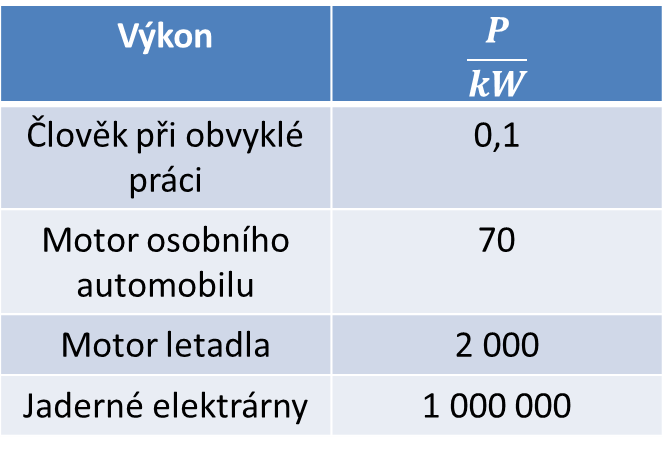 Výkon
P
kW
Člověk při obvyklé
práci
0,1
Motor osobního
automobilu
70
Motor letadla
2 000
Jaderné elektrárny
1 000 000